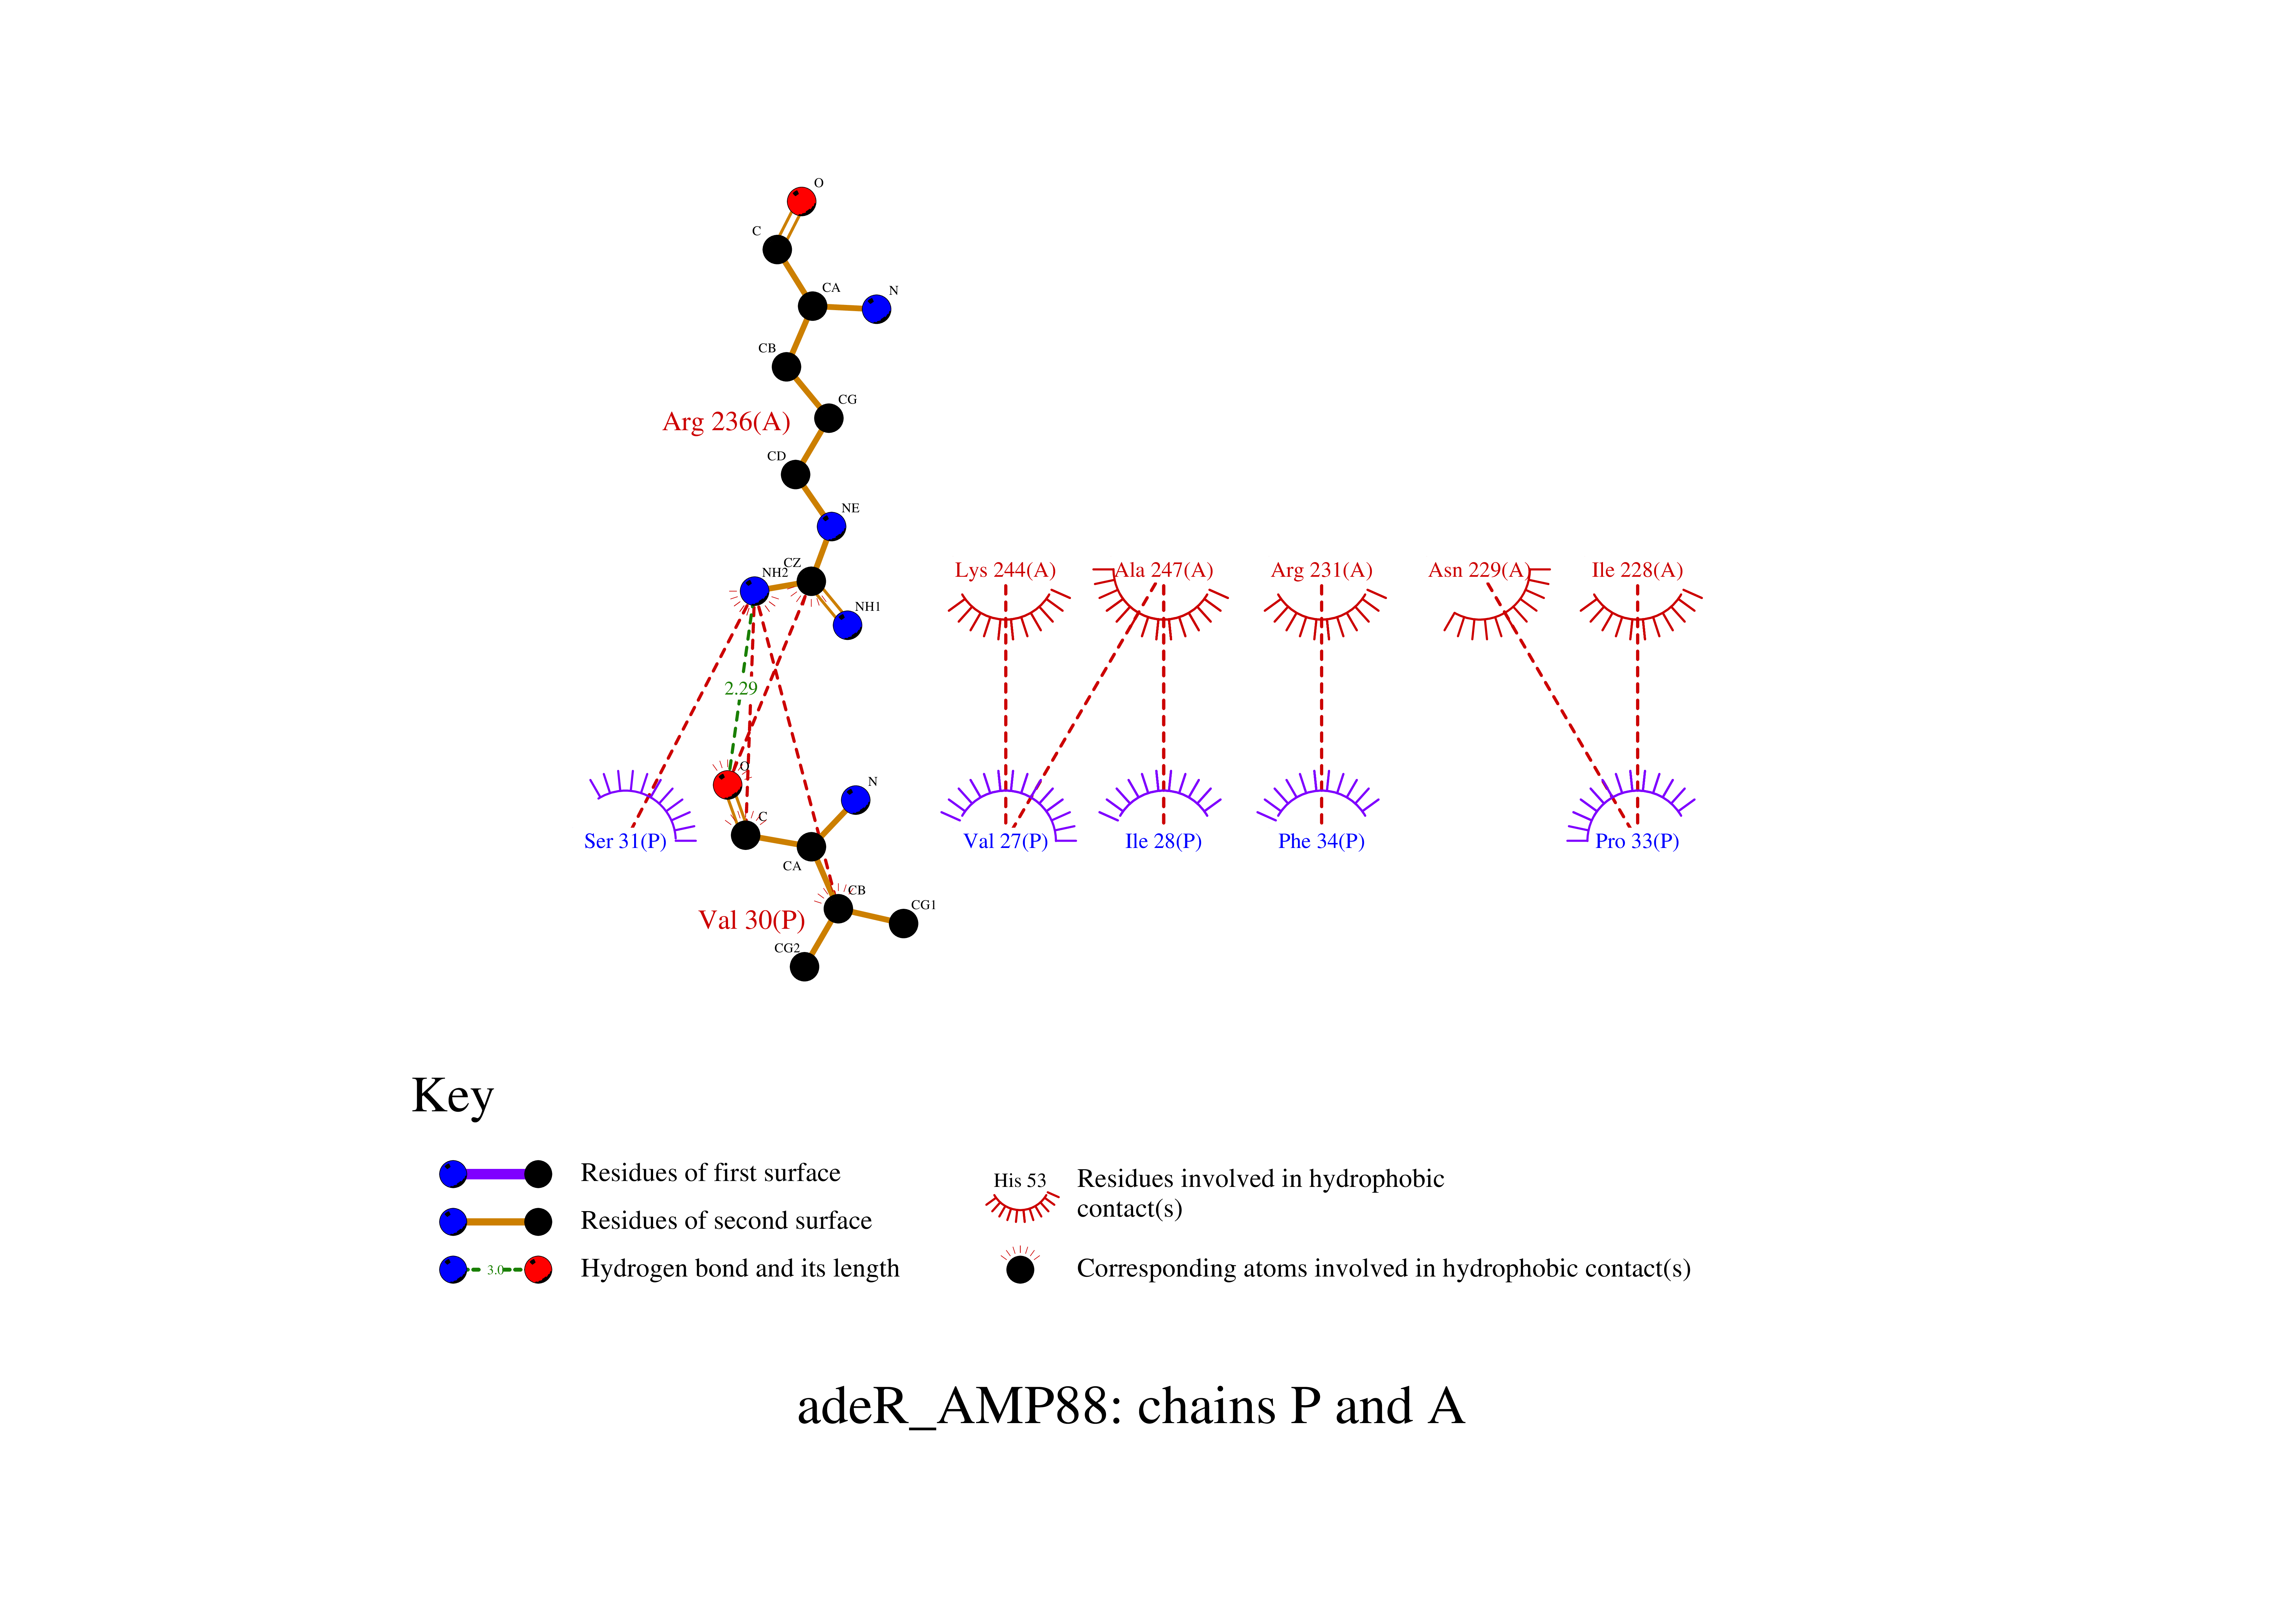 O
C
CA
N
CB
CG
Arg 236(A)
CD
NE
CZ
NH2
NH1
Lys 244(A)
Ala 247(A)
Arg 231(A)
Asn 229(A)
Ile 228(A)
2.29
O
N
C
Ser 31(P)
Val 27(P)
Ile 28(P)
Phe 34(P)
Pro 33(P)
CA
CB
CG1
Val 30(P)
CG2
Key
Residues of first surface
Residues of second surface
3.0
Hydrogen bond and its length
His 53
Residues involved in hydrophobic
contact(s)
Corresponding atoms involved in hydrophobic contact(s)
adeR_AMP88: chains P and A